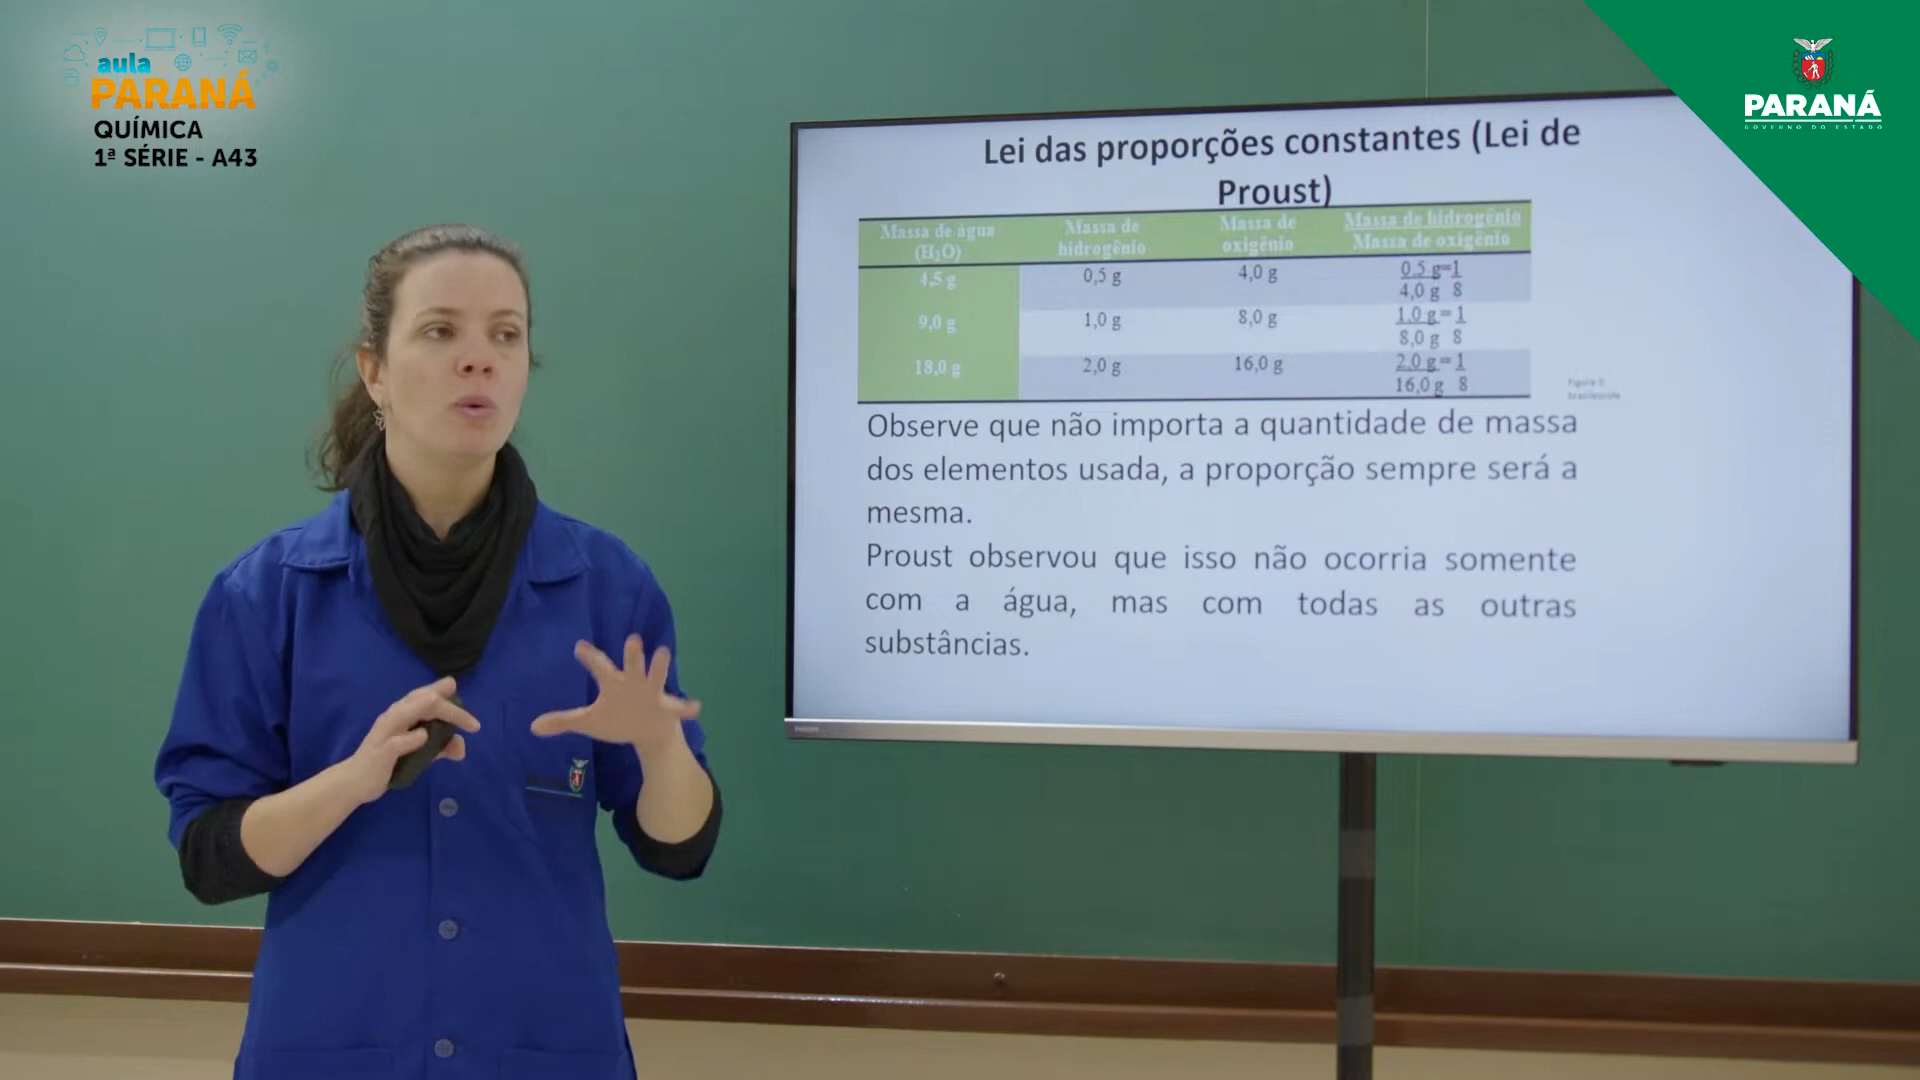 aula
PARANÁ
QUÍMICA
1ª SÉRIE - A43
PARANÁ
GOVERNO DO ESTADO
Lei das proporções constantes (Lei de
Proust)
Massa de água (H₂O) Massa de hidrogênio Massa de oxigênio Massa de hidrogênio Massa de oxigênio
4,5 g 0,5 g 4,0 g 0,5 g=1
4,0 g 8
9,0 g 1,0 g 8,0 g 1,0 g=1
8,0 g 8
18,0 g 2,0 g 16,0 g 2,0 g=1
16,0 g 8
Observe que não importa a quantidade de massa
dos elementos usada, a proporção sempre será a
mesma.
Proust observou que isso não ocorria somente
com a água, mas com todas as outras
substâncias.